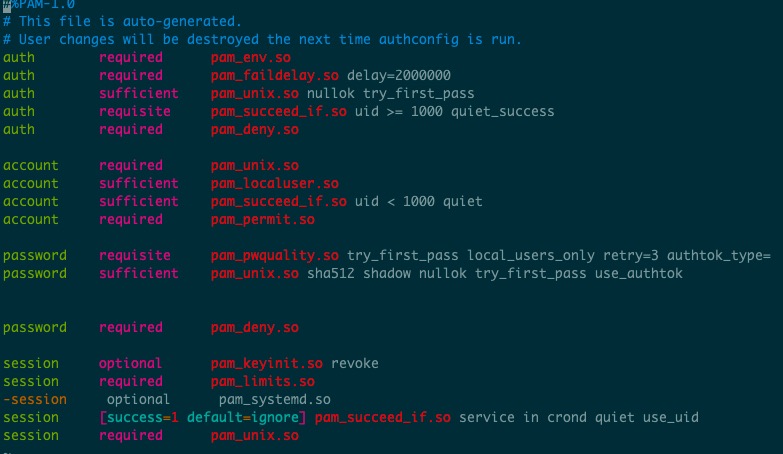 #%PAM-1.0
# This file is auto-generated.
# User changes will be destroyed the next time authconfig is run.
auth        required      pam_env.so
auth        required      pam_faildelay.so delay=2000000
auth        sufficient    pam_unix.so nullok try_first_pass
auth        requisite     pam_succeed_if.so uid >= 1000 quiet_success
auth        required      pam_deny.so
account     required      pam_unix.so
account     sufficient    pam_localuser.so
account     sufficient    pam_succeed_if.so uid < 1000 quiet
account     required      pam_permit.so
password    requisite     pam_pwquality.so try_first_pass local_users_only retry=3 authtok_type=
password    sufficient    pam_unix.so sha512 shadow nullok try_first_pass use_authtok
password    required      pam_deny.so
session     optional      pam_keyinit.so revoke
session     required      pam_limits.so
-session     optional      pam_systemd.so
session     [success=1 default=ignore] pam_succeed_if.so service in crond quiet use_uid
session     required      pam_unix.so